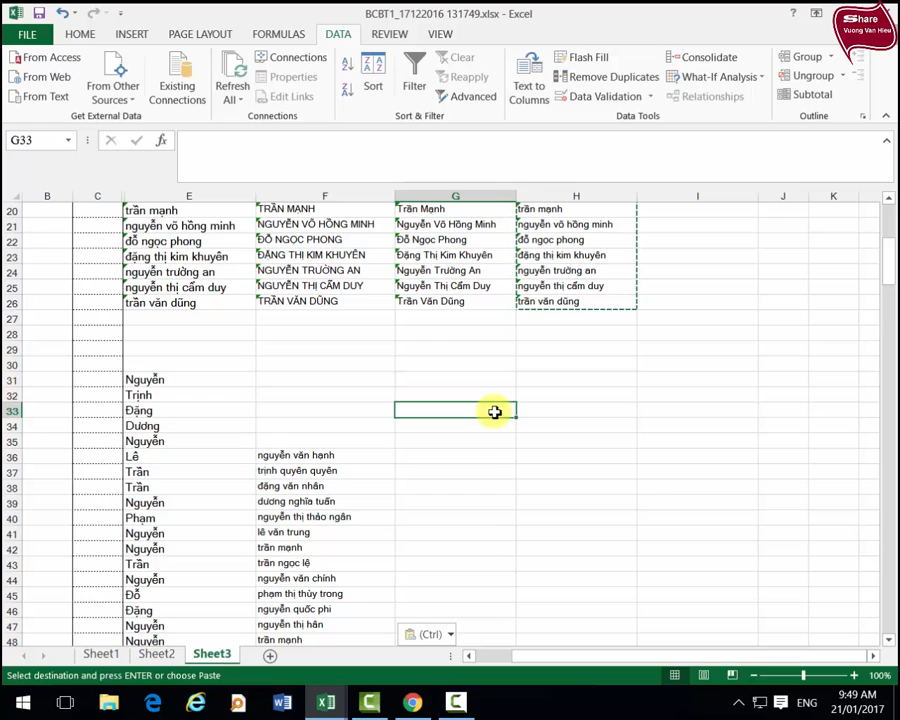 BCBT1_17122016 131749.xlsx - Excel
Share
Vuong Van Hieu
FILE HOME INSERT PAGE LAYOUT FORMULAS DATA REVIEW VIEW
From Access
From Web
From Text
From Other Sources
Existing Connections
Get External Data
Refresh All
Connections
Properties
Edit Links
Connections
Sort
Filter
Clear
Reapply
Advanced
Sort & Filter
Text to Columns
Flash Fill
Remove Duplicates
Data Validation
Consolidate
What-If Analysis
Relationships
Data Tools
Group
Ungroup
Subtotal
Outline
G33
fx
B C E F G H I J K
20 trần mạnh TRẦN MẠNH Trần Mạnh trần mạnh
21 nguyễn võ hồng minh NGUYỄN VÕ HỒNG MINH Nguyễn Võ Hồng Minh nguyễn võ hồng minh
22 đỗ ngọc phong ĐỖ NGỌC PHONG Đỗ Ngọc Phong đỗ ngọc phong
23 đặng thị kim khuyên ĐẶNG THỊ KIM KHUYÊN Đặng Thị Kim Khuyên đặng thị kim khuyên
24 nguyễn trường an NGUYỄN TRƯỜNG AN Nguyễn Trường An nguyễn trường an
25 nguyễn thị cẩm duy NGUYỄN THỊ CẨM DUY Nguyễn Thị Cẩm Duy nguyễn thị cẩm duy
26 trần văn dũng TRẦN VĂN DŨNG Trần Văn Dũng trần văn dũng
27
28
29
30
31 Nguyễn
32 Trịnh
33 Đặng
34 Dương
35 Nguyễn
36 Lê nguyễn văn hạnh
37 Trần trịnh quyên quyên
38 Trần đặng văn nhân
39 Nguyễn dương nghĩa tuấn
40 Phạm nguyễn thị thảo ngân
41 Nguyễn lê văn trung
42 Nguyễn trần mạnh
43 Trần trần ngọc lệ
44 Nguyễn nguyễn văn chính
45 Đỗ phạm thị thủy trong
46 Đặng nguyễn quốc phi
47 Nguyễn nguyễn thị hân
48 Nguyễn trần mạnh
(Ctrl)
Sheet1 Sheet2 Sheet3
Select destination and press ENTER or choose Paste
100%
ENG
9:49 AM
21/01/2017